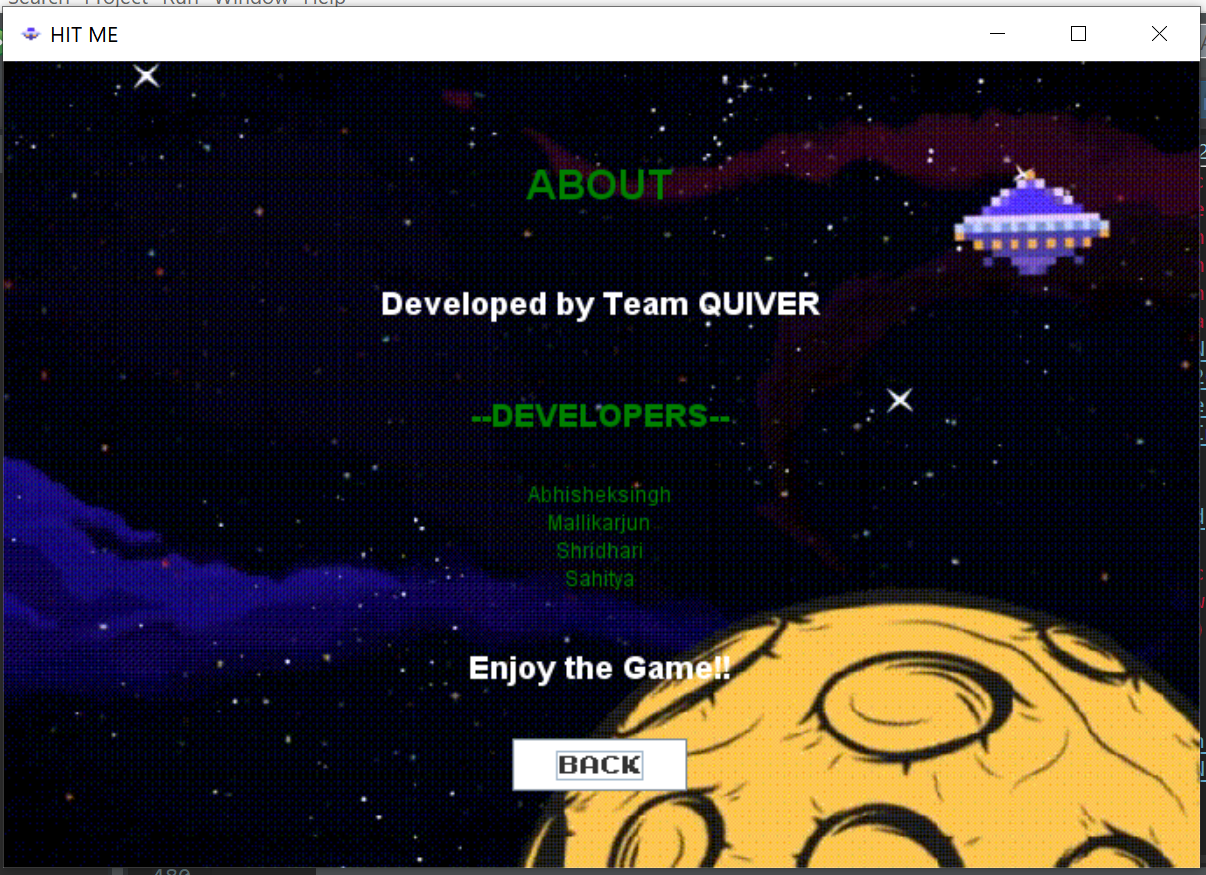 Search Project Run Window Help
HIT ME
ABOUT
Developed by Team QUIVER
--DEVELOPERS--
Abhisheksingh
Mallikarjun
Shridhari
Sahitya
Enjoy the Game!!
BACK
480